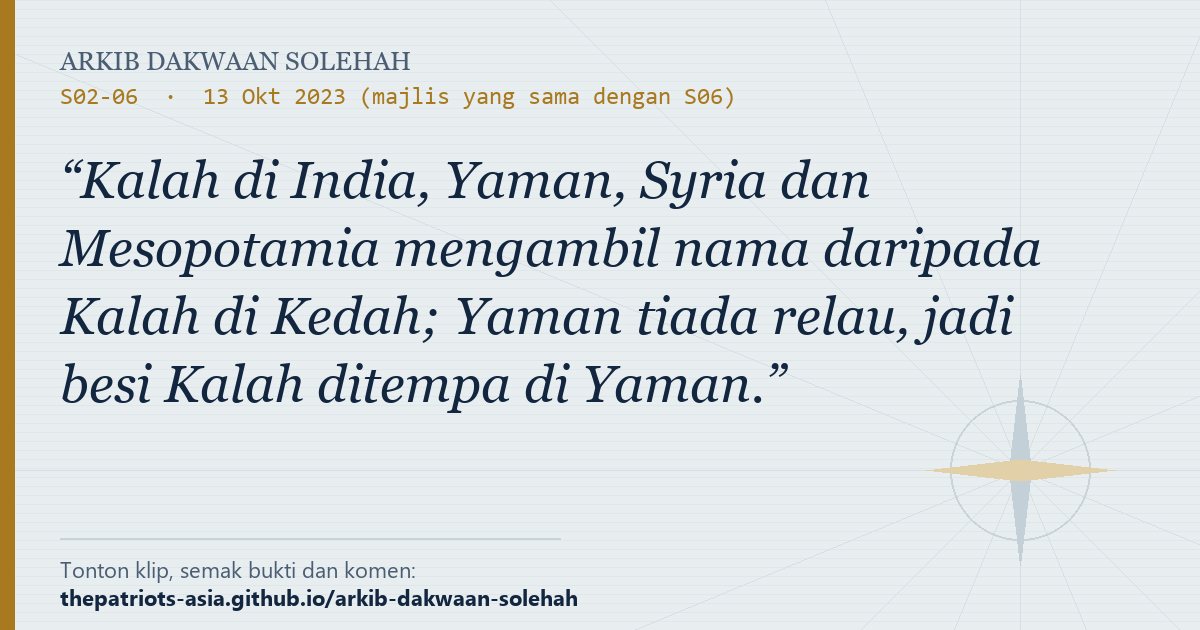 ARKIB DAKWAAN SOLEHAH
S02-06 · 13 Okt 2023 (majlis yang sama dengan S06)
“Kalah di India, Yaman, Syria dan
Mesopotamia mengambil nama daripada
Kalah di Kedah; Yaman tiada relau, jadi
besi Kalah ditempa di Yaman.”
Tonton klip, semak bukti dan komen:
thepatriots-asia.github.io/arkib-dakwaan-solehah